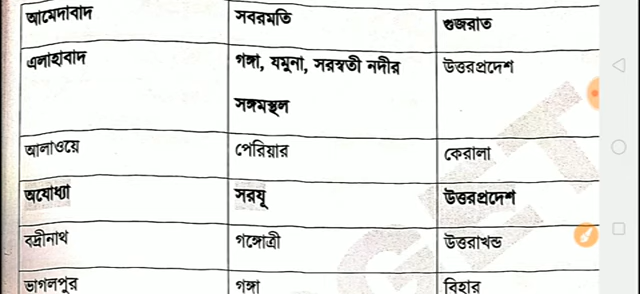 আমেদাবাদ সবরমতি গুজরাত
এলাহাবাদ গঙ্গা, যমুনা, সরস্বতী নদীর উত্তরপ্রদেশ
সঙ্গমস্থল
আলাওয়ে পেরিয়ার কেরালা
অযোধ্যা সরযূ উত্তরপ্রদেশ
বদ্রীনাথ গঙ্গোত্রী উত্তরাখন্ড
ভাগলপুর গঙ্গা বিহার